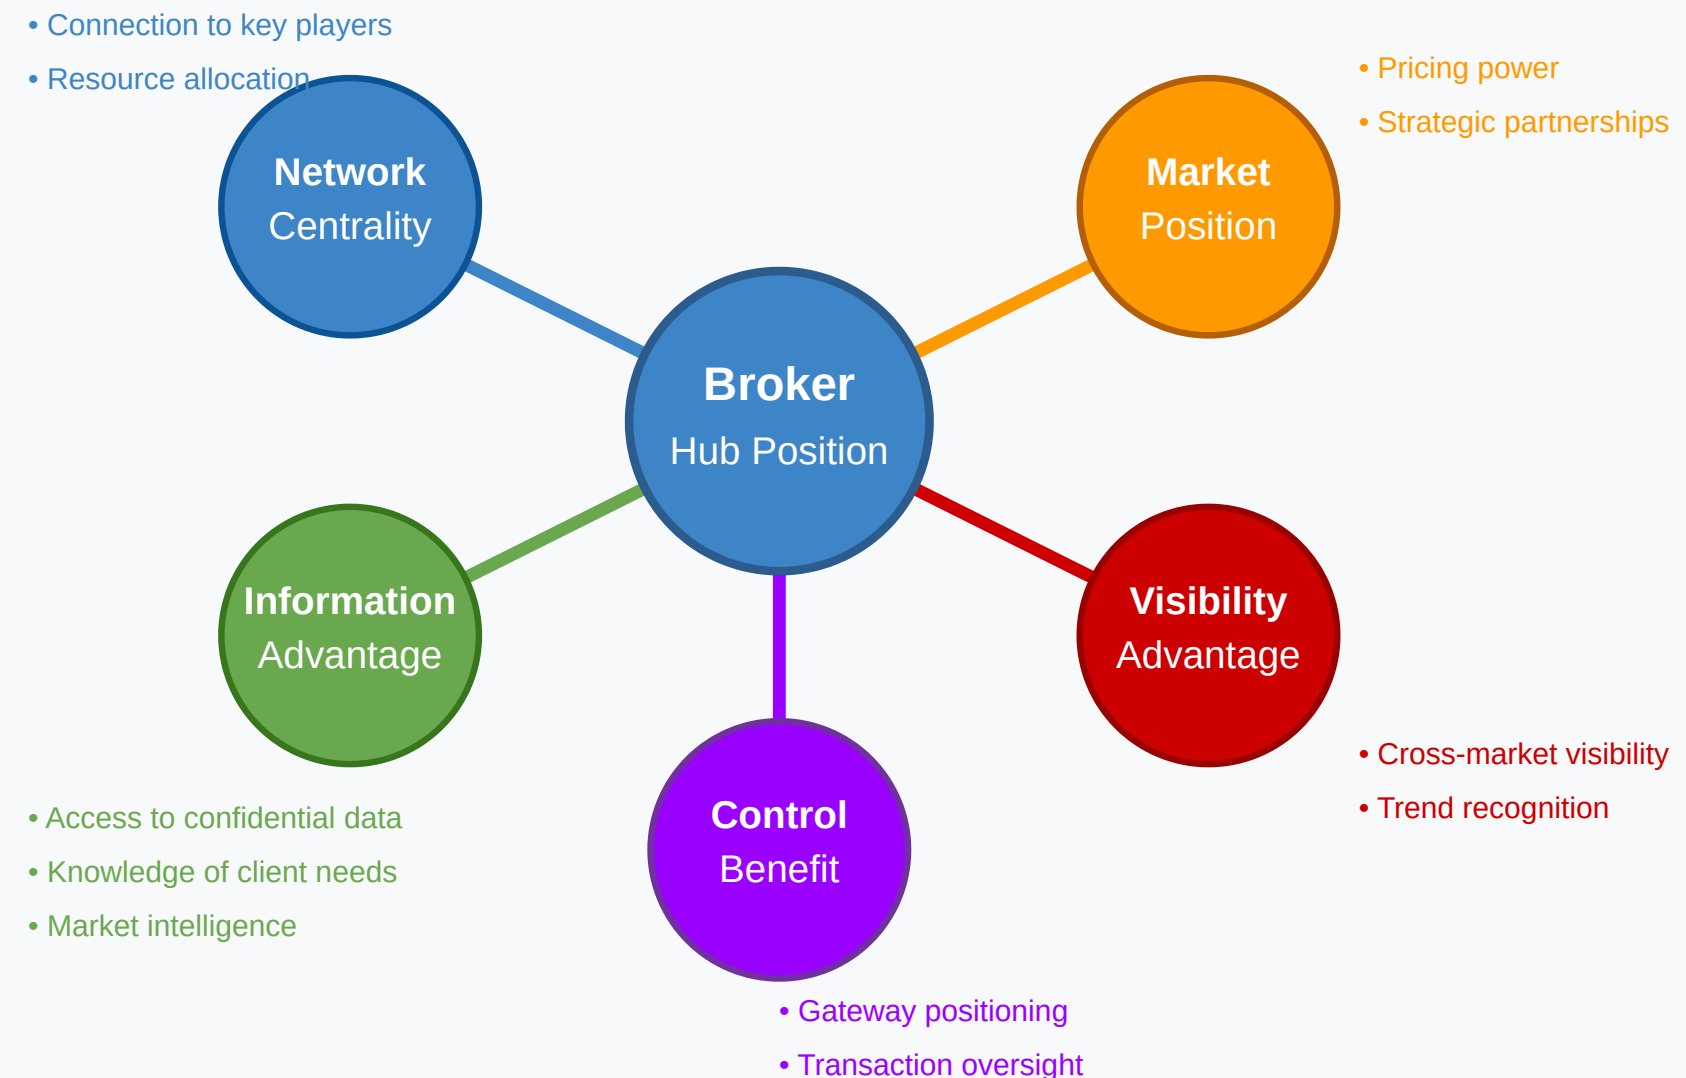 • Connection to key players
• Resource allocation
• Pricing power
• Strategic partnerships
Network
Centrality
Market
Position
Broker
Hub Position
Information
Advantage
Visibility
Advantage
• Cross-market visibility
• Trend recognition
• Access to confidential data
• Knowledge of client needs
• Market intelligence
Control
Benefit
• Gateway positioning
• Transaction oversight